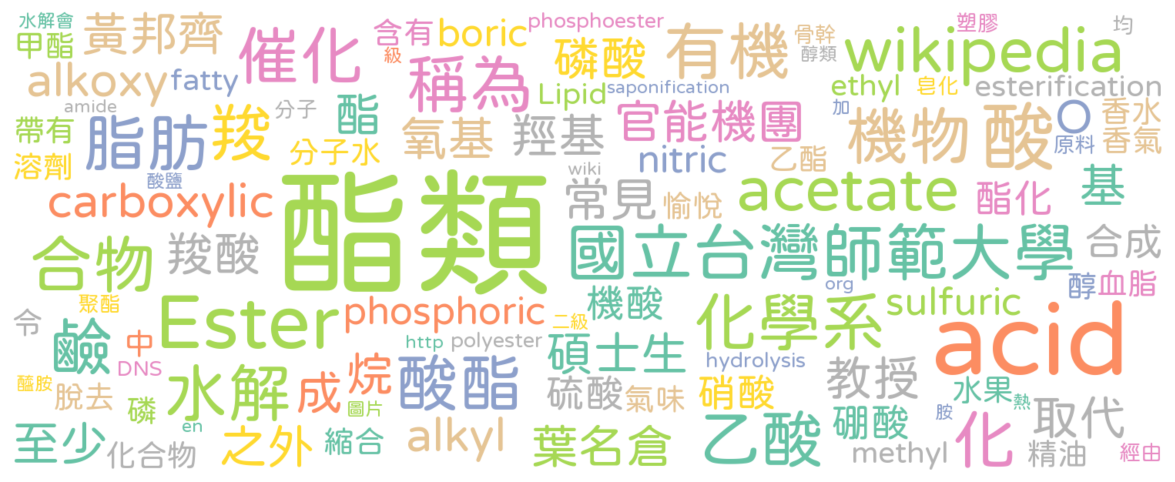 水解會
甲酯
黃邦齊
催化
含有
級
boric
phosphoester
磷酸
有機
骨幹
醇類
wikipedia
塑膠
均
alkoxy
fatty
稱為
Lipid
saponification
ethyl
皂化
esterification
amide
分子
酯
帶有
脂肪
羧
氧基
羥基
官能機團
加
機物
酸
O
原料
香水
香氣
溶劑
酸鹽
分子水
nitric
乙酯
wiki
carboxylic
酯類
常見
愉悅
acetate
酯化
基
合物
羧酸
國立台灣師範大學
合成
聚酯
org
醇
血脂
令
鹼
中
Ester
phosphoric
機酸
化學系
sulfuric
acid
二級
DNS
http
polyester
碩士生
hydrolysis
醯胺
脫去
磷
水解
成
烷
酸酯
硫酸
氣味
硝酸
教授
水果
熱
圖片
en
至少
化合物
之外
縮合
alkyl
葉名倉
乙酸
硼酸
胺
methyl
化
取代
精油
經由